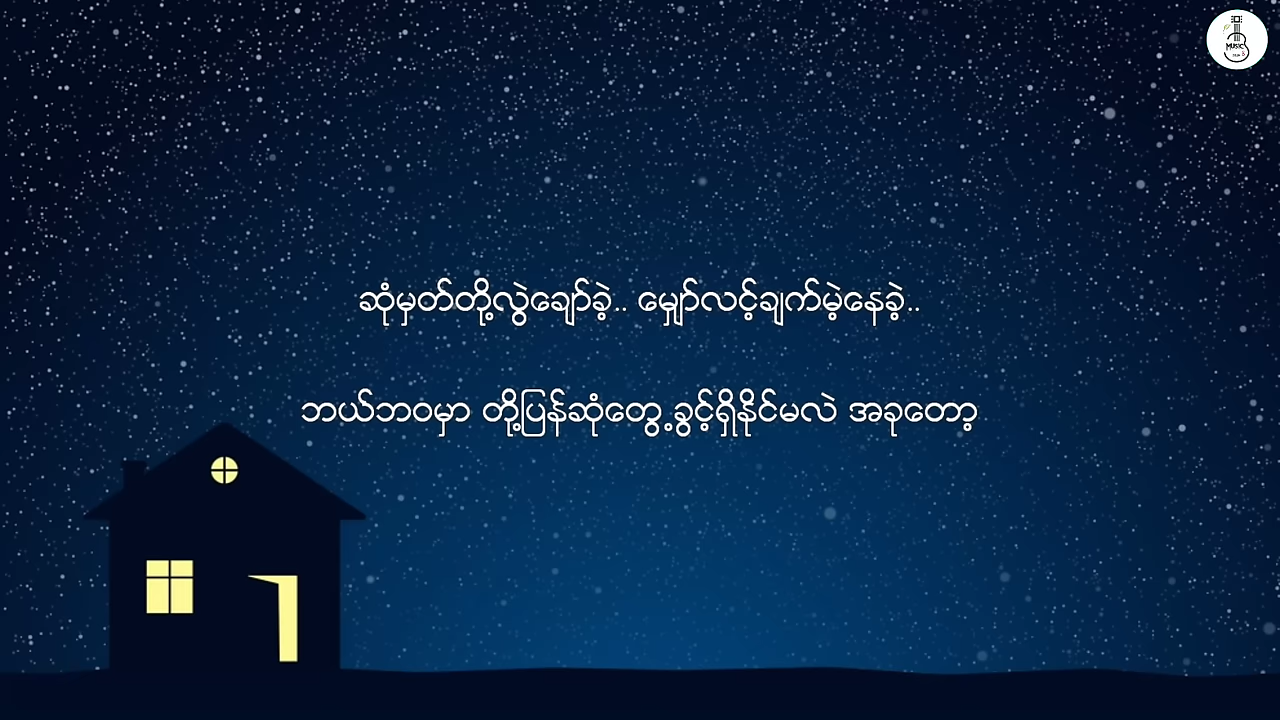 MUSIC
ဆုံမှတ်တို့လွဲချော်ခဲ့.. မျှော်လင့်ချက်မဲ့နေခဲ့..
ဘယ်ဘဝမှာ တို့ပြန်ဆုံတွေ့ခွင့်ရှိနိုင်မလဲ အခုတော့